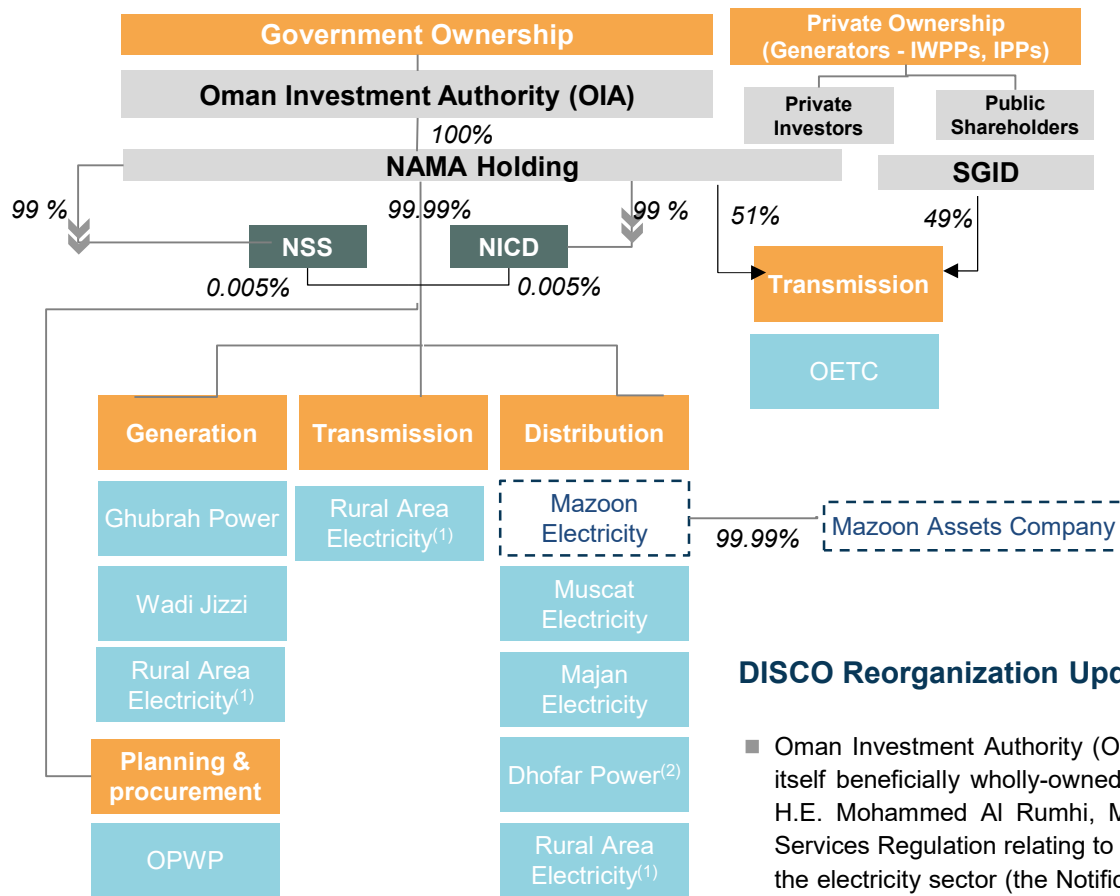 Government Ownership
Private Ownership
(Generators - IWPPs, IPPs)
Oman Investment Authority (OIA)
Private
Investors
Public
Shareholders
100%
NAMA Holding
SGID
99 %
99.99%
99 %
51%
49%
NSS
NICD
0.005%
0.005%
Transmission
OETC
Generation
Transmission
Distribution
Ghubrah Power
Rural Area
Electricity(1)
Mazoon
Electricity
99.99%
Mazoon Assets Company
Wadi Jizzi
Muscat
Electricity
Rural Area
Electricity(1)
Majan
Electricity
Planning &
procurement
Dhofar Power(2)
OPWP
Rural Area
Electricity(1)
DISCO Reorganization
■ Oman Investment Authority
itself beneficially wholly-owned
H.E. Mohammed Al Rumhi,
Services Regulation relating to
the electricity sector (the